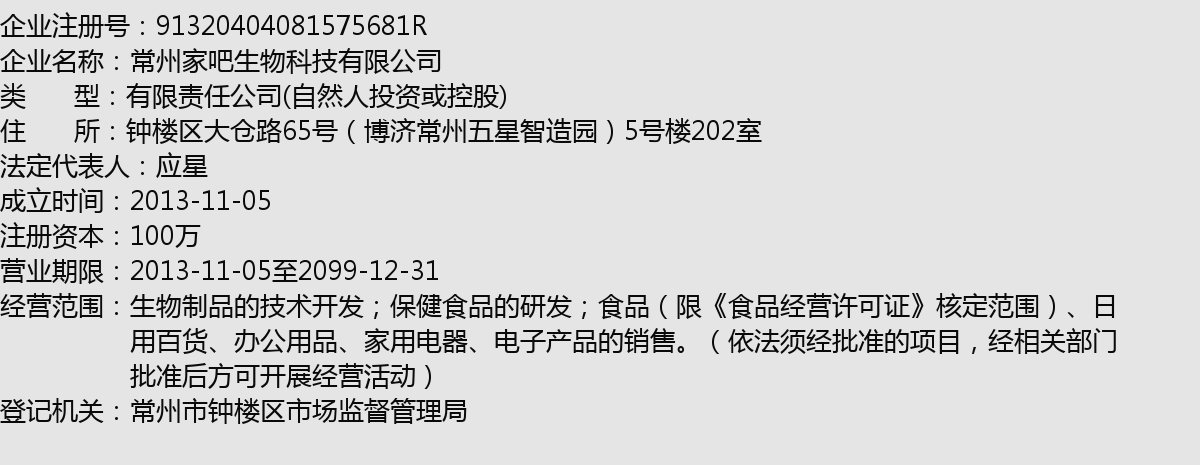 企业注册号：91320404081575681R
企业名称：常州家吧生物科技有限公司
类　　型：有限责任公司(自然人投资或控股)
住　　所：钟楼区大仓路65号（博济常州五星智造园）5号楼202室
法定代表人：应星
成立时间：2013-11-05
注册资本：100万
营业期限：2013-11-05至2099-12-31
经营范围：生物制品的技术开发；保健食品的研发；食品（限《食品经营许可证》核定范围）、日
用百货、办公用品、家用电器、电子产品的销售。（依法须经批准的项目，经相关部门
批准后方可开展经营活动）
登记机关：常州市钟楼区市场监督管理局